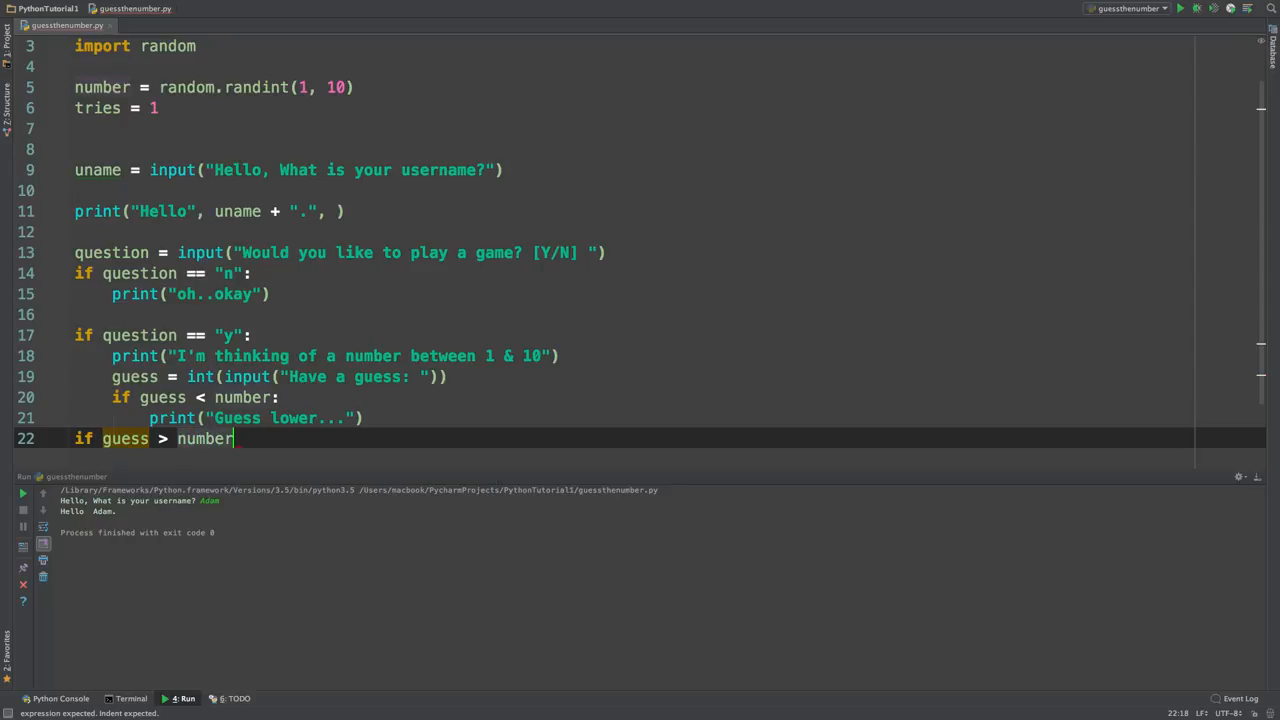 PythonTutorial1 guessthenumber.py guessthenumber
guessthenumber.py
1: Project
Z: Structure
2: Favorites
Database
3 import random
4
5 number = random.randint(1, 10)
6 tries = 1
7
8
9 uname = input("Hello, What is your username?")
10
11 print("Hello", uname + ".", )
12
13 question = input("Would you like to play a game? [Y/N] ")
14 if question == "n":
15 print("oh..okay")
16
17 if question == "y":
18 print("I'm thinking of a number between 1 & 10")
19 guess = int(input("Have a guess: "))
20 if guess < number:
21 print("Guess lower...")
22 if guess > number
Run guessthenumber
/Library/Frameworks/Python.framework/Versions/3.5/bin/python3.5 /Users/macbook/PycharmProjects/PythonTutorial1/guessthenumber.py
Hello, What is your username? Adam
Hello Adam.
Process finished with exit code 0
Python Console Terminal 4: Run 6: TODO Event Log
expression expected. Indent expected. 22:18 LF÷ UTF-8÷